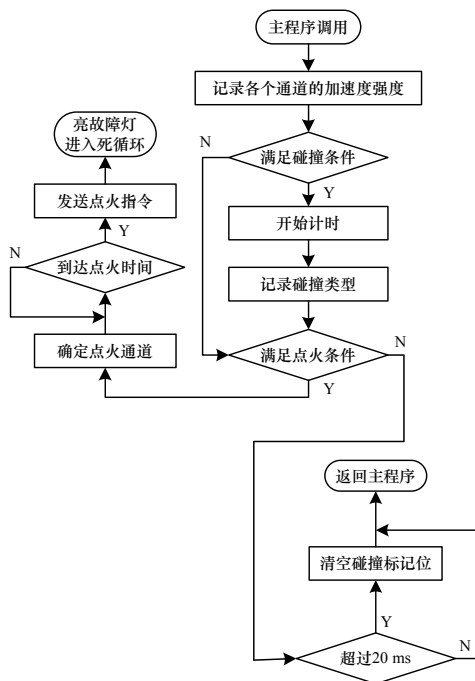 主程序调用
记录各个通道的加速度强度
N
满足碰撞条件
Y
开始计时
记录碰撞类型
满足点火条件
N
Y
确定点火通道
到达点火时间
N
Y
发送点火指令
亮故障灯
进入死循环
返回主程序
清空碰撞标记位
Y
N
超过20 ms